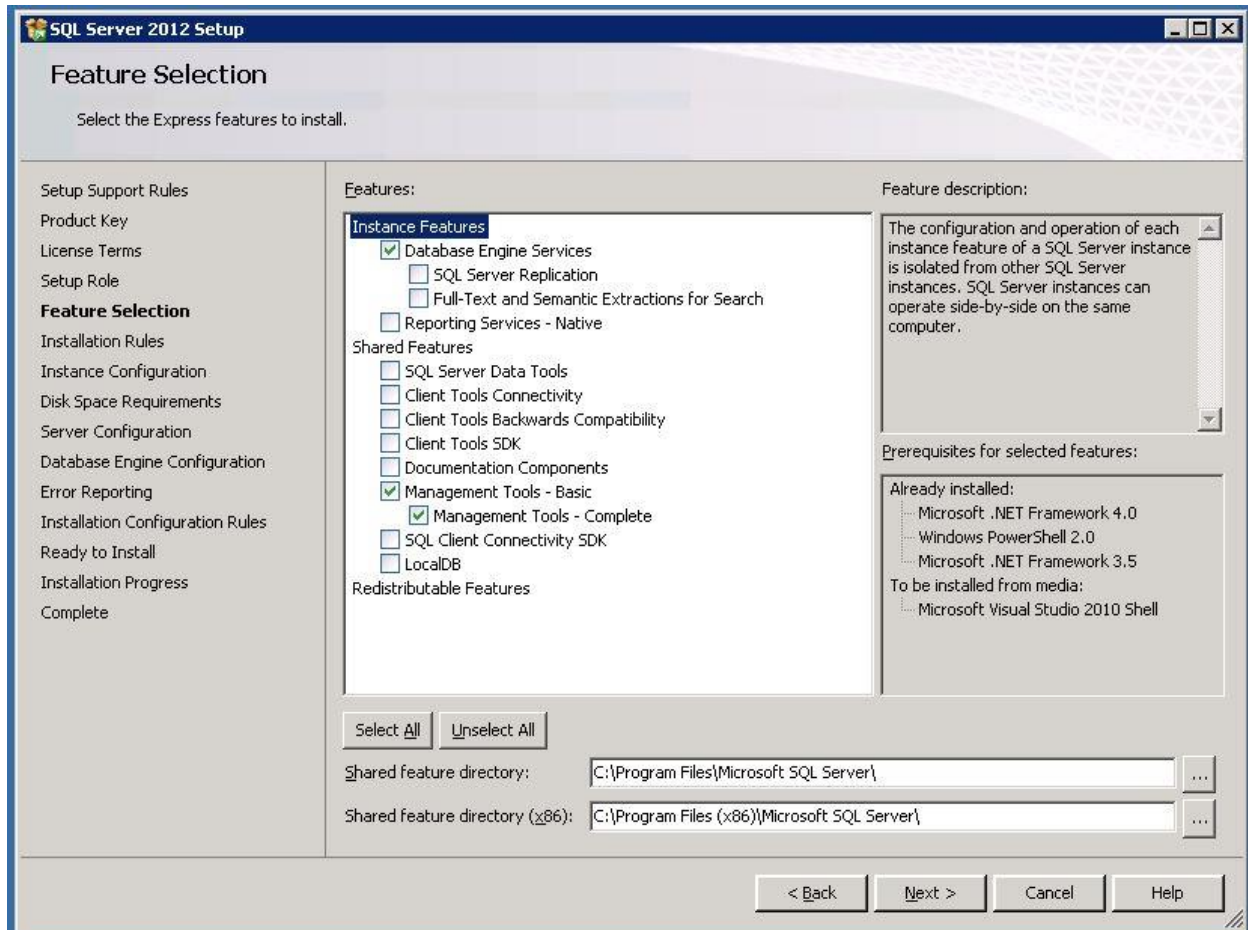 SQL Server 2012 Setup
Feature Selection
Select the Express features to install.
Setup Support Rules
Product Key
License Terms
Setup Role
Feature Selection
Installation Rules
Instance Configuration
Disk Space Requirements
Server Configuration
Database Engine Configuration
Error Reporting
Installation Configuration Rules
Ready to Install
Installation Progress
Complete
Features:
Instance Features
Database Engine Services
SQL Server Replication
Full-Text and Semantic Extractions for Search
Reporting Services - Native
Shared Features
SQL Server Data Tools
Client Tools Connectivity
Client Tools Backwards Compatibility
Client Tools SDK
Documentation Components
Management Tools - Basic
Management Tools - Complete
SQL Client Connectivity SDK
LocalDB
Redistributable Features
Feature description:
The configuration and operation of each
instance feature of a SQL Server instance
is isolated from other SQL Server
instances. SQL Server instances can
operate side-by-side on the same
computer.
Prerequisites for selected features:
Already installed:
Microsoft .NET Framework 4.0
Windows PowerShell 2.0
Microsoft .NET Framework 3.5
To be installed from media:
Microsoft Visual Studio 2010 Shell
Select All Unselect All
Shared feature directory: C:\Program Files\Microsoft SQL Server\ ...
Shared feature directory (x86): C:\Program Files (x86)\Microsoft SQL Server\ ...
< Back Next > Cancel Help